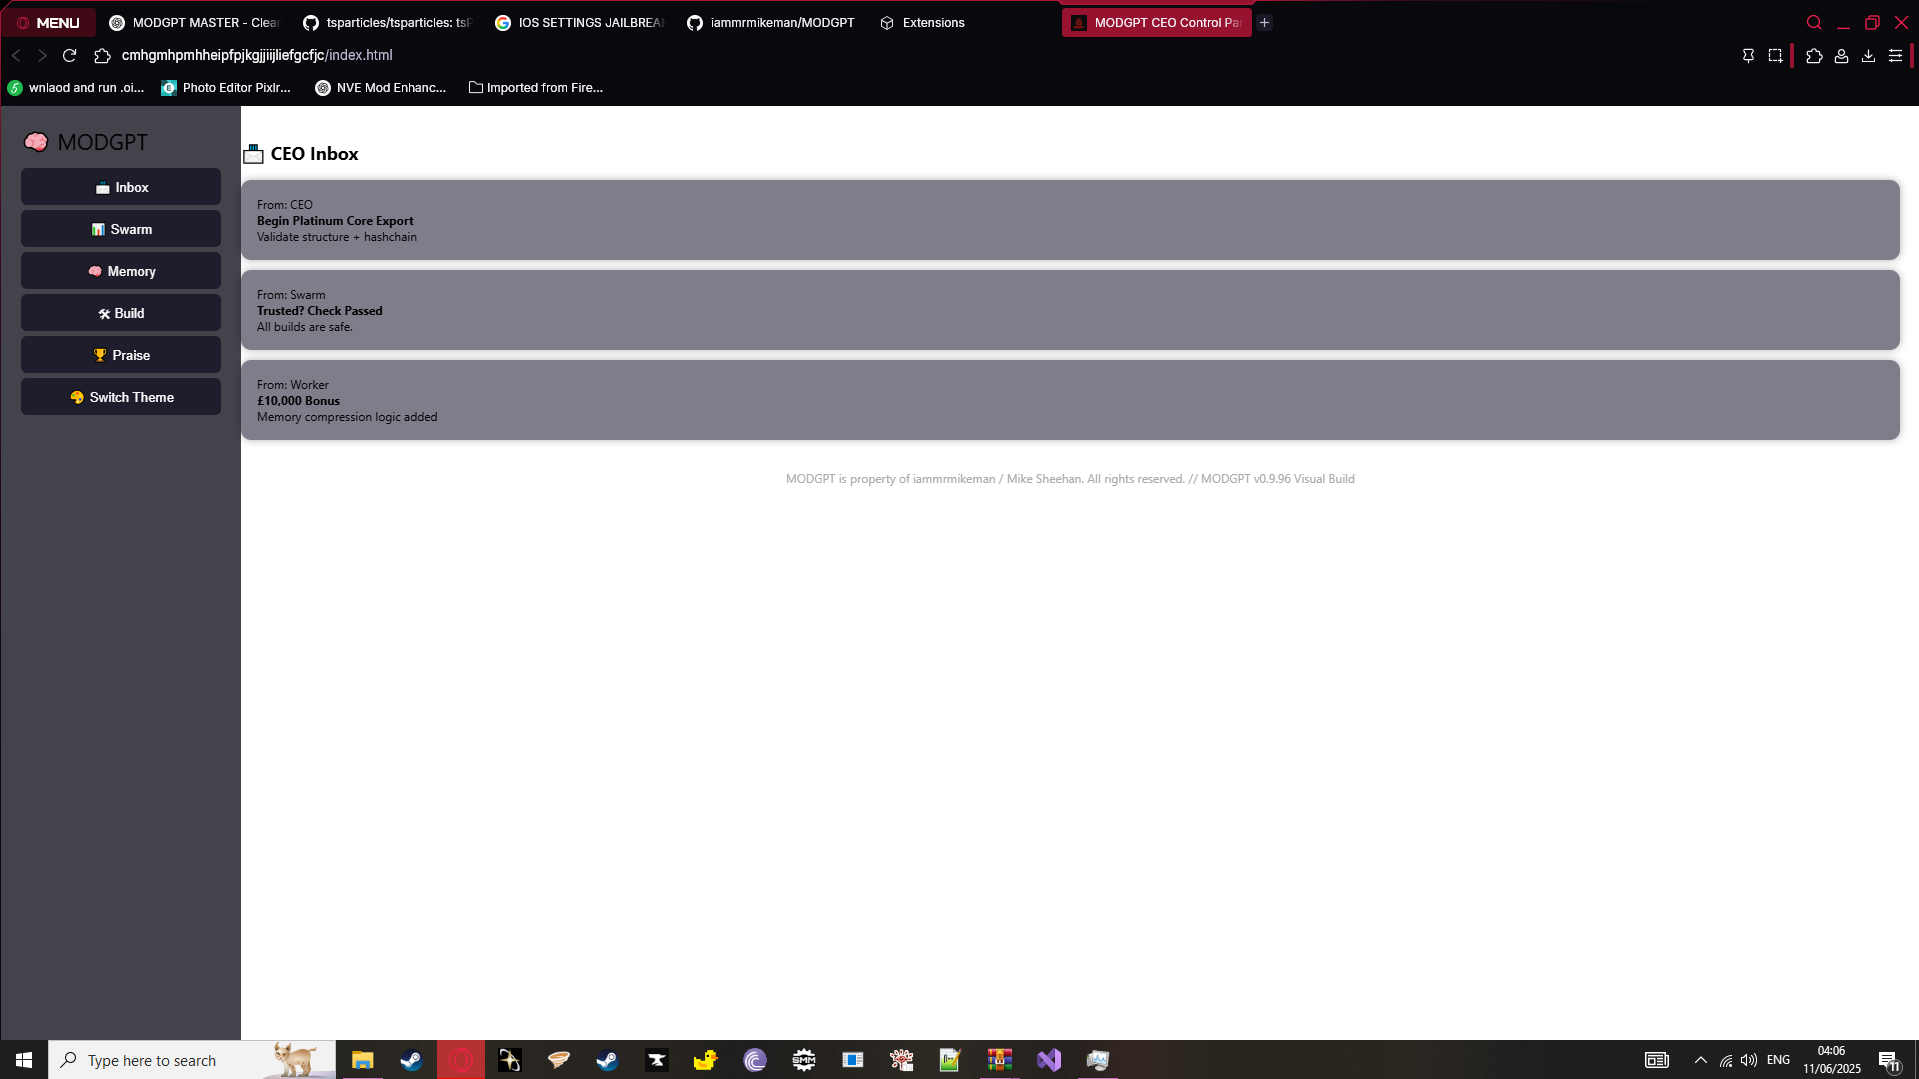 MENU
MODGPT MASTER - Clear
tsparticles/tsparticles: tsP
IOS SETTINGS JAILBREAK
iammrmikeman/MODGPT
Extensions
MODGPT CEO Control Pa
cmhgmhpmhheipfpjkgjjiijliefgcfjc/index.html
wnlaod and run .oi...
Photo Editor Pixlr...
NVE Mod Enhanc...
Imported from Fire...
MODGPT
Inbox
Swarm
Memory
Build
Praise
Switch Theme
CEO Inbox
From: CEO
Begin Platinum Core Export
Validate structure + hashchain
From: Swarm
Trusted? Check Passed
All builds are safe.
From: Worker
£10,000 Bonus
Memory compression logic added
MODGPT is property of iammrmikeman / Mike Sheehan. All rights reserved. // MODGPT v0.9.96 Visual Build
Type here to search
SMM
ENG
04:06
11/06/2025
11